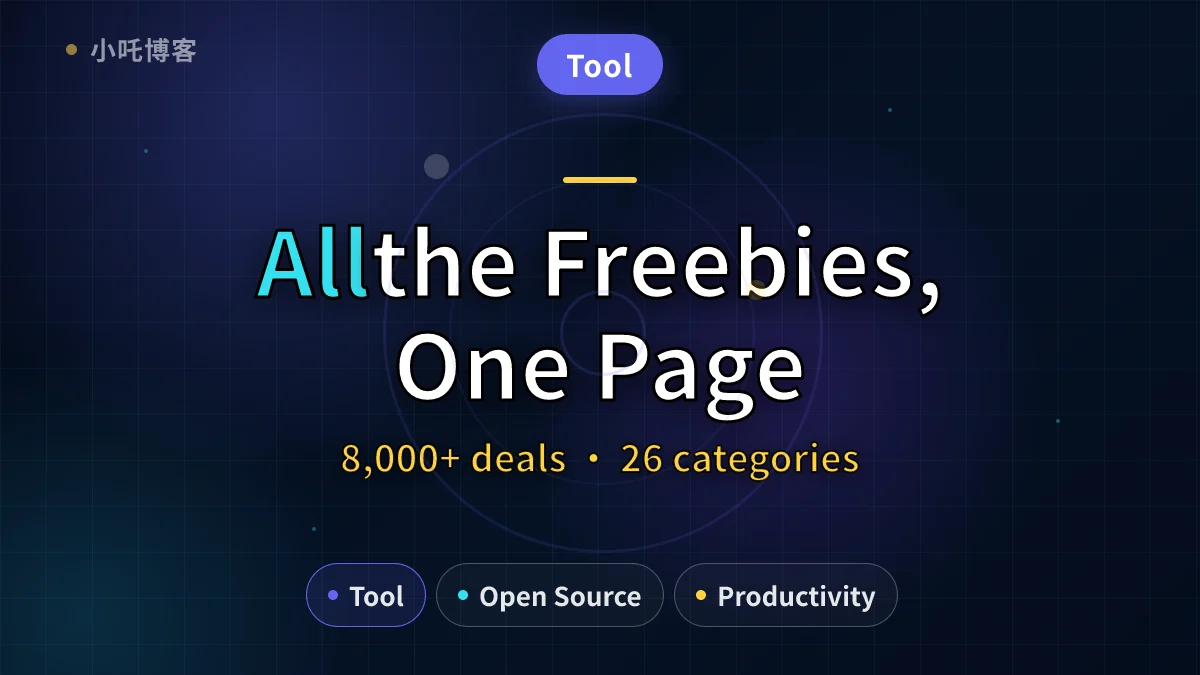 小吒博客
Tool
Allthe Freebies,
One Page
8,000+ deals · 26 categories
Tool
Open Source
Productivity